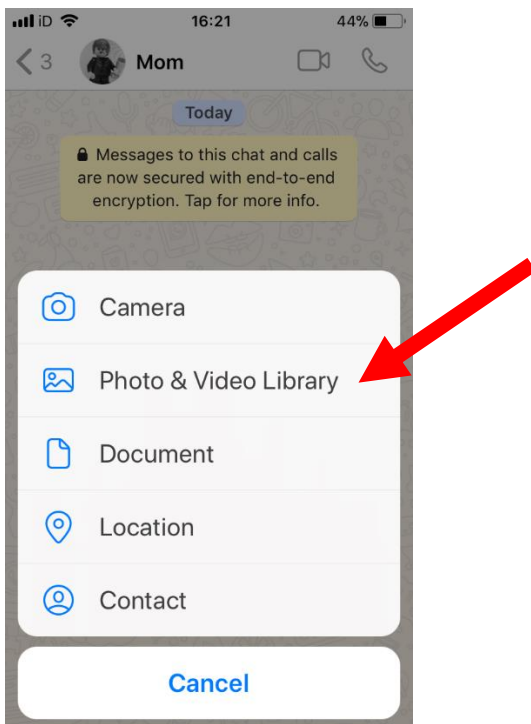 iD 16:21 44%
3 Mom
Today
Messages to this chat and calls
are now secured with end-to-end
encryption. Tap for more info.
Camera
Photo & Video Library
Document
Location
Contact
Cancel